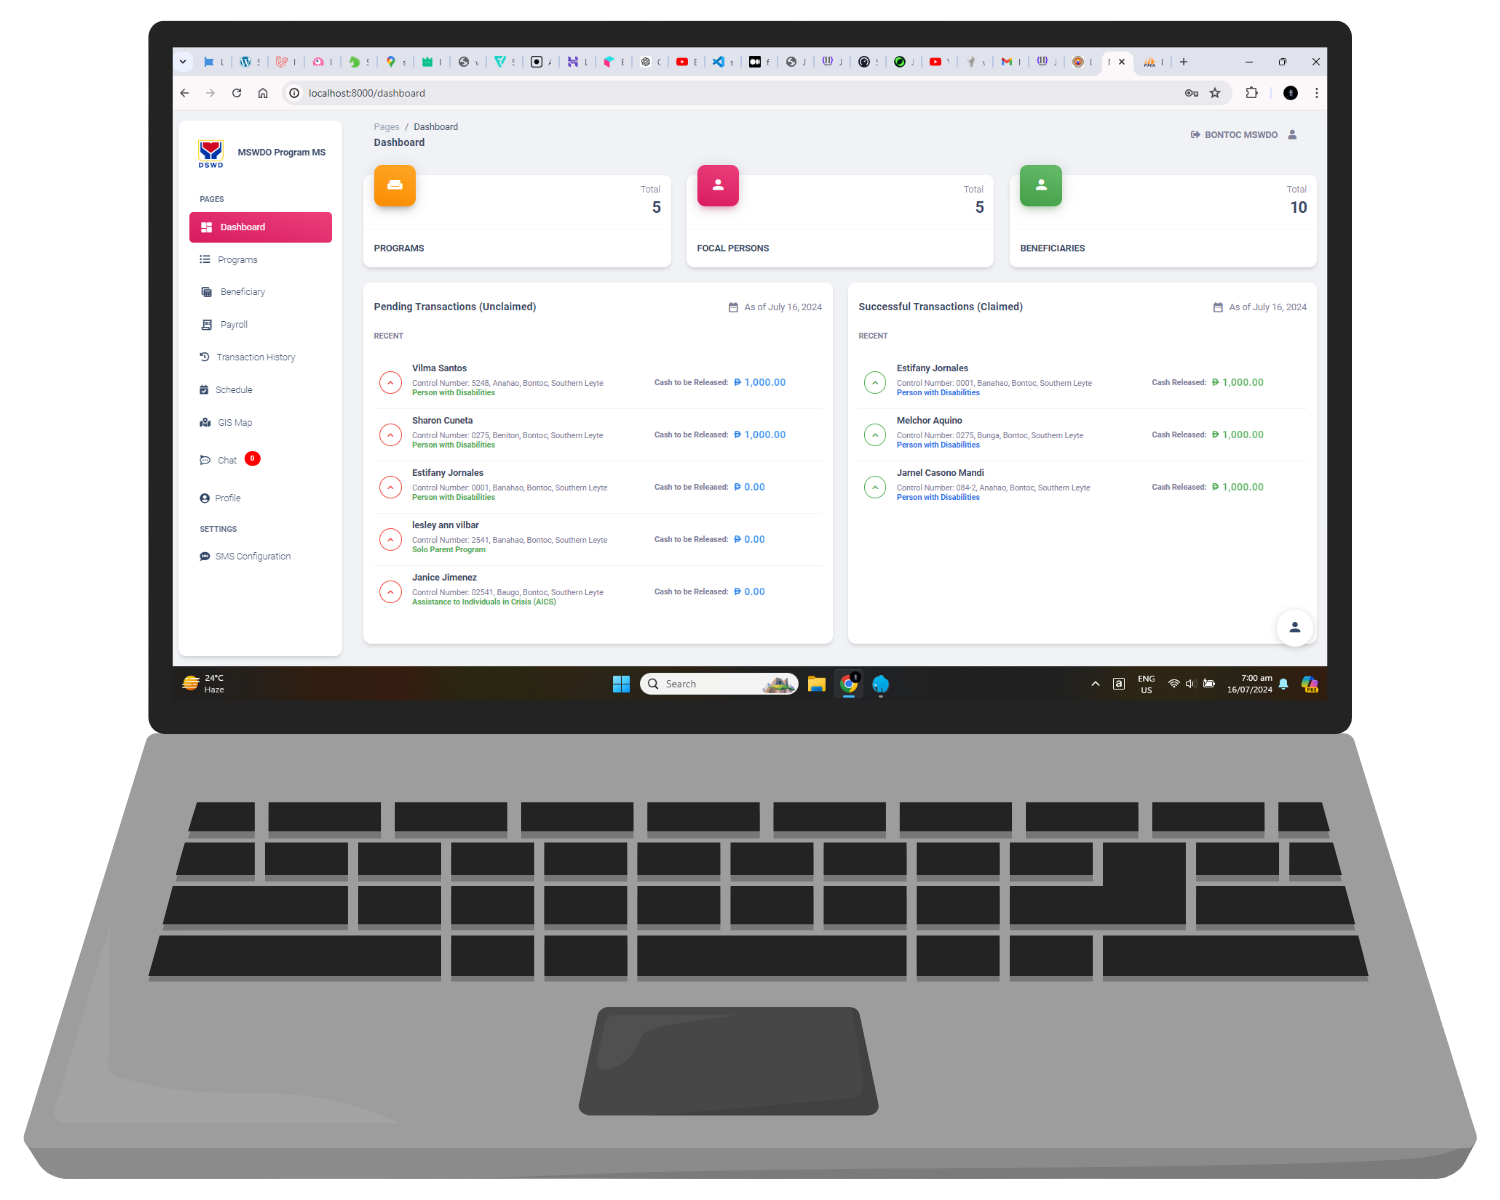 localhost:8000/dashboard
DSWD
MSWDO Program MS
PAGES
Dashboard
Programs
Beneficiary
Payroll
Transaction History
Schedule
GIS Map
Chat 0
Profile
SETTINGS
SMS Configuration
Pages / Dashboard
Dashboard
BONTOC MSWDO
Total
5
PROGRAMS
Total
5
FOCAL PERSONS
Total
10
BENEFICIARIES
Pending Transactions (Unclaimed)
As of July 16, 2024
RECENT
Vilma Santos
Control Number: 5248, Anahao, Bontoc, Southern Leyte
Person with Disabilities
Cash to be Released: ₱ 1,000.00
Sharon Cuneta
Control Number: 0275, Beniton, Bontoc, Southern Leyte
Person with Disabilities
Cash to be Released: ₱ 1,000.00
Estifany Jornales
Control Number: 0001, Banahao, Bontoc, Southern Leyte
Person with Disabilities
Cash to be Released: ₱ 0.00
lesley ann vilbar
Control Number: 2541, Banahao, Bontoc, Southern Leyte
Solo Parent Program
Cash to be Released: ₱ 0.00
Janice Jimenez
Control Number: 02541, Baugo, Bontoc, Southern Leyte
Assistance to Individuals in Crisis (AICS)
Cash to be Released: ₱ 0.00
Successful Transactions (Claimed)
As of July 16, 2024
RECENT
Estifany Jornales
Control Number: 0001, Banahao, Bontoc, Southern Leyte
Person with Disabilities
Cash Released: ₱ 1,000.00
Melchor Aquino
Control Number: 0275, Bunga, Bontoc, Southern Leyte
Person with Disabilities
Cash Released: ₱ 1,000.00
Jarnel Casono Mandi
Control Number: 084-2, Anahao, Bontoc, Southern Leyte
Person with Disabilities
Cash Released: ₱ 1,000.00
24°C
Haze
Search
ENG
US
7:00 am
16/07/2024